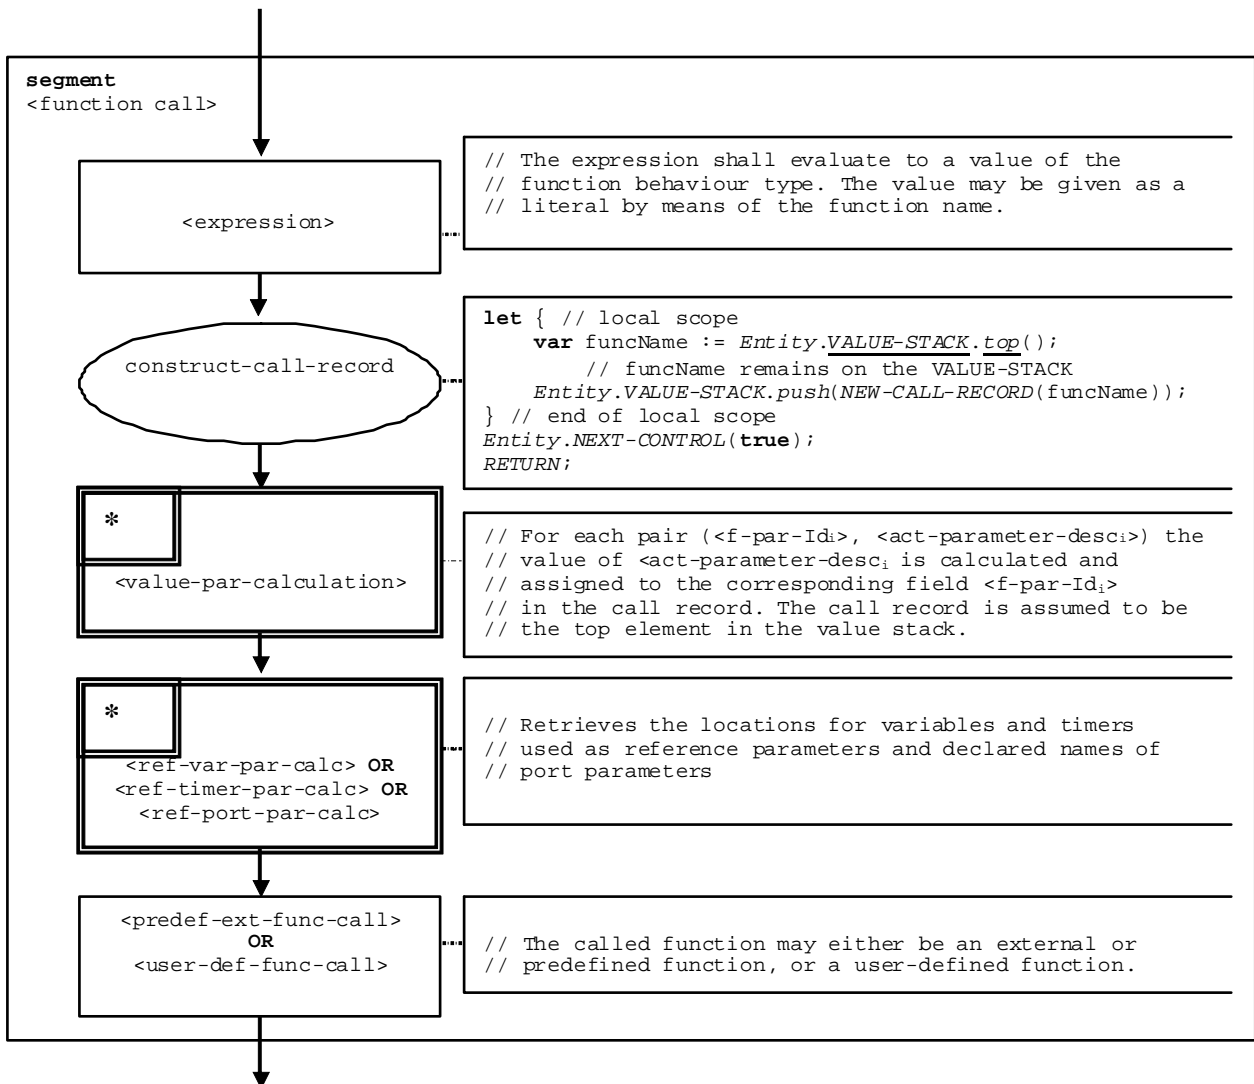 segment
<function call>
<expression>
// The expression shall evaluate to a value of the
// function behaviour type. The value may be given as a
// literal by means of the function name.
construct-call-record
let { // local scope
var funcName := Entity.VALUE-STACK.top();
// funcName remains on the VALUE-STACK
Entity.VALUE-STACK.push(NEW-CALL-RECORD(funcName));
} // end of local scope
Entity.NEXT-CONTROL(true);
RETURN;
*
<value-par-calculation>
// For each pair (<f-par-Idᵢ>, <act-parameter-descᵢ>) the
// value of <act-parameter-descᵢ is calculated and
// assigned to the corresponding field <f-par-Idᵢ>
// in the call record. The call record is assumed to be
// the top element in the value stack.
*
<ref-var-par-calc> OR
<ref-timer-par-calc> OR
<ref-port-par-calc>
// Retrieves the locations for variables and timers
// used as reference parameters and declared names of
// port parameters
<predef-ext-func-call>
OR
<user-def-func-call>
// The called function may either be an external or
// predefined function, or a user-defined function.